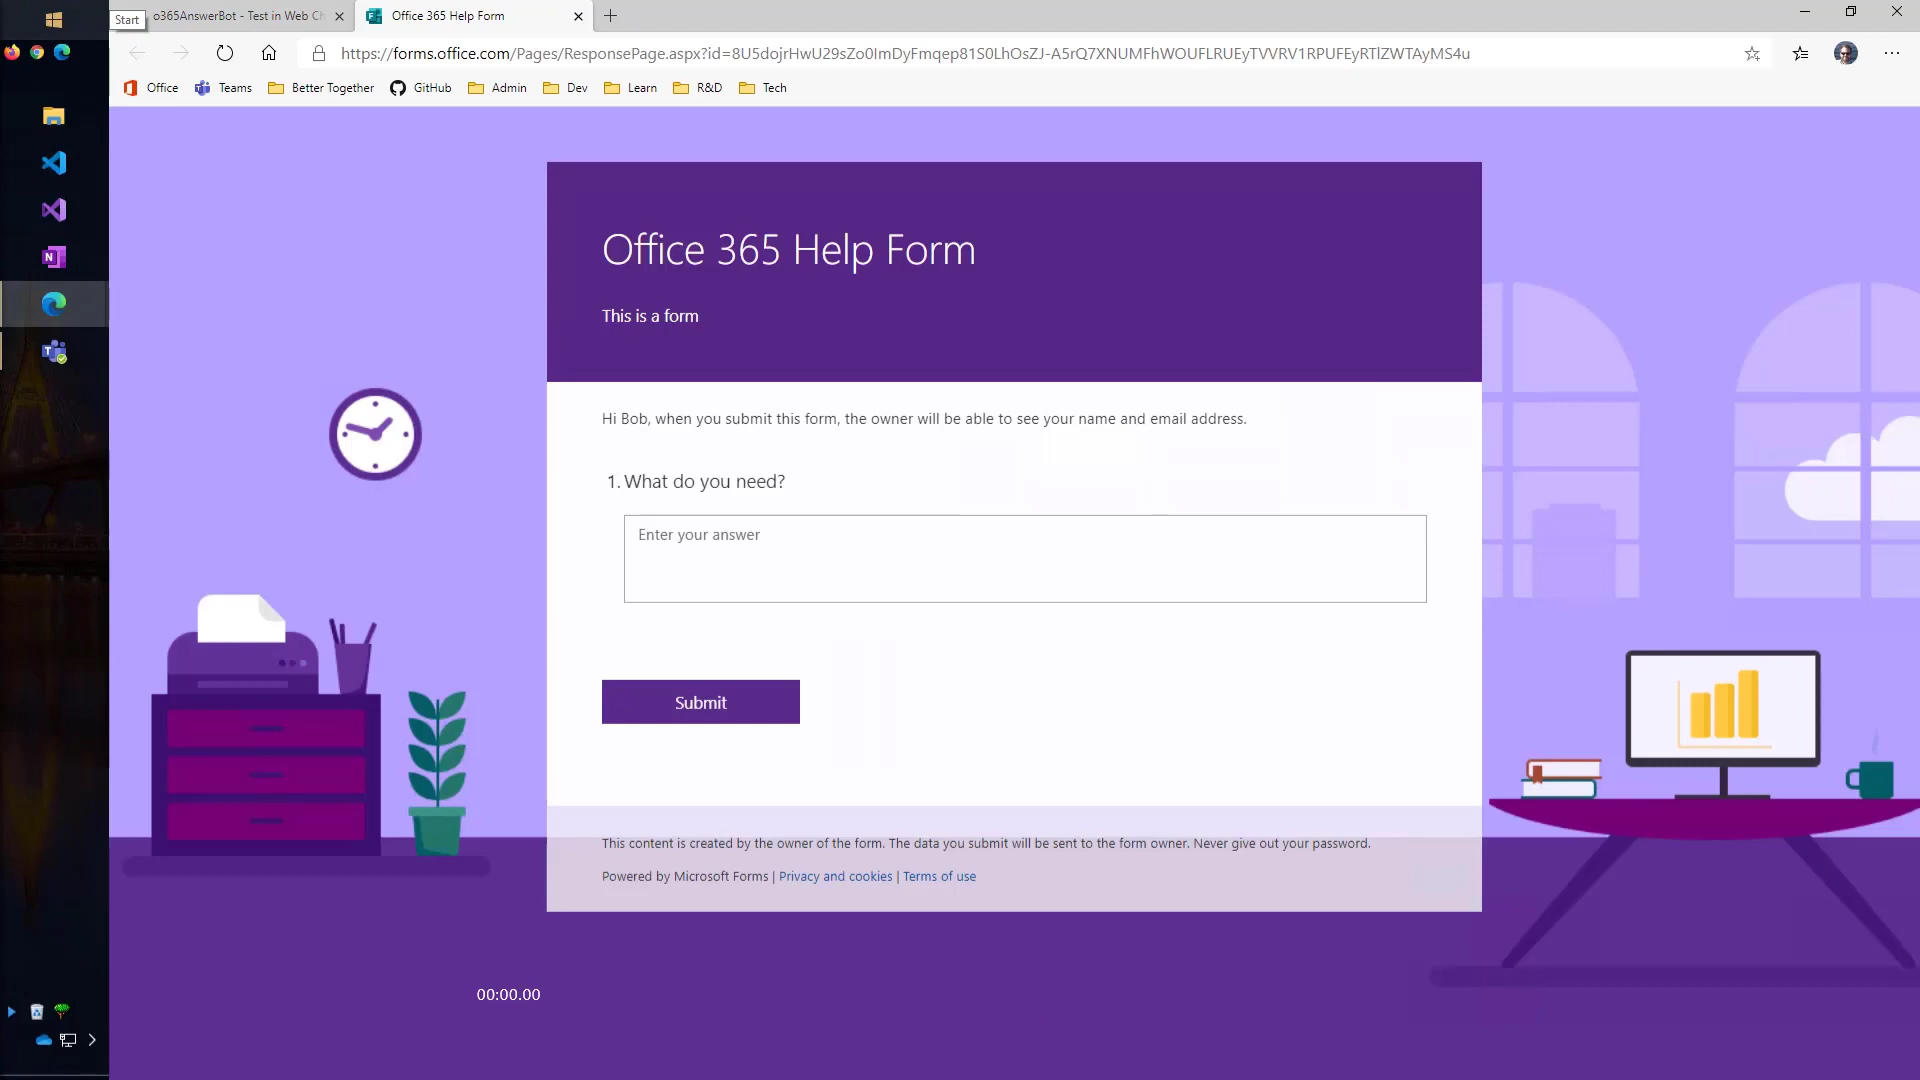 Start
o365AnswerBot - Test in Web Ch
Office 365 Help Form
https://forms.office.com/Pages/ResponsePage.aspx?id=8U5dojrHwU29sZo0ImDyFmqep81S0LhOsZJ-A5rQ7XNUMFhWOUFLRUEyTVVRV1RPUFEyRTlZWTAyMS4u
Office
Teams
Better Together
GitHub
Admin
Dev
Learn
R&D
Tech
Office 365 Help Form
This is a form
Hi Bob, when you submit this form, the owner will be able to see your name and email address.
1. What do you need?
Enter your answer
Submit
This content is created by the owner of the form. The data you submit will be sent to the form owner. Never give out your password.
Powered by Microsoft Forms | Privacy and cookies | Terms of use
00:00.00